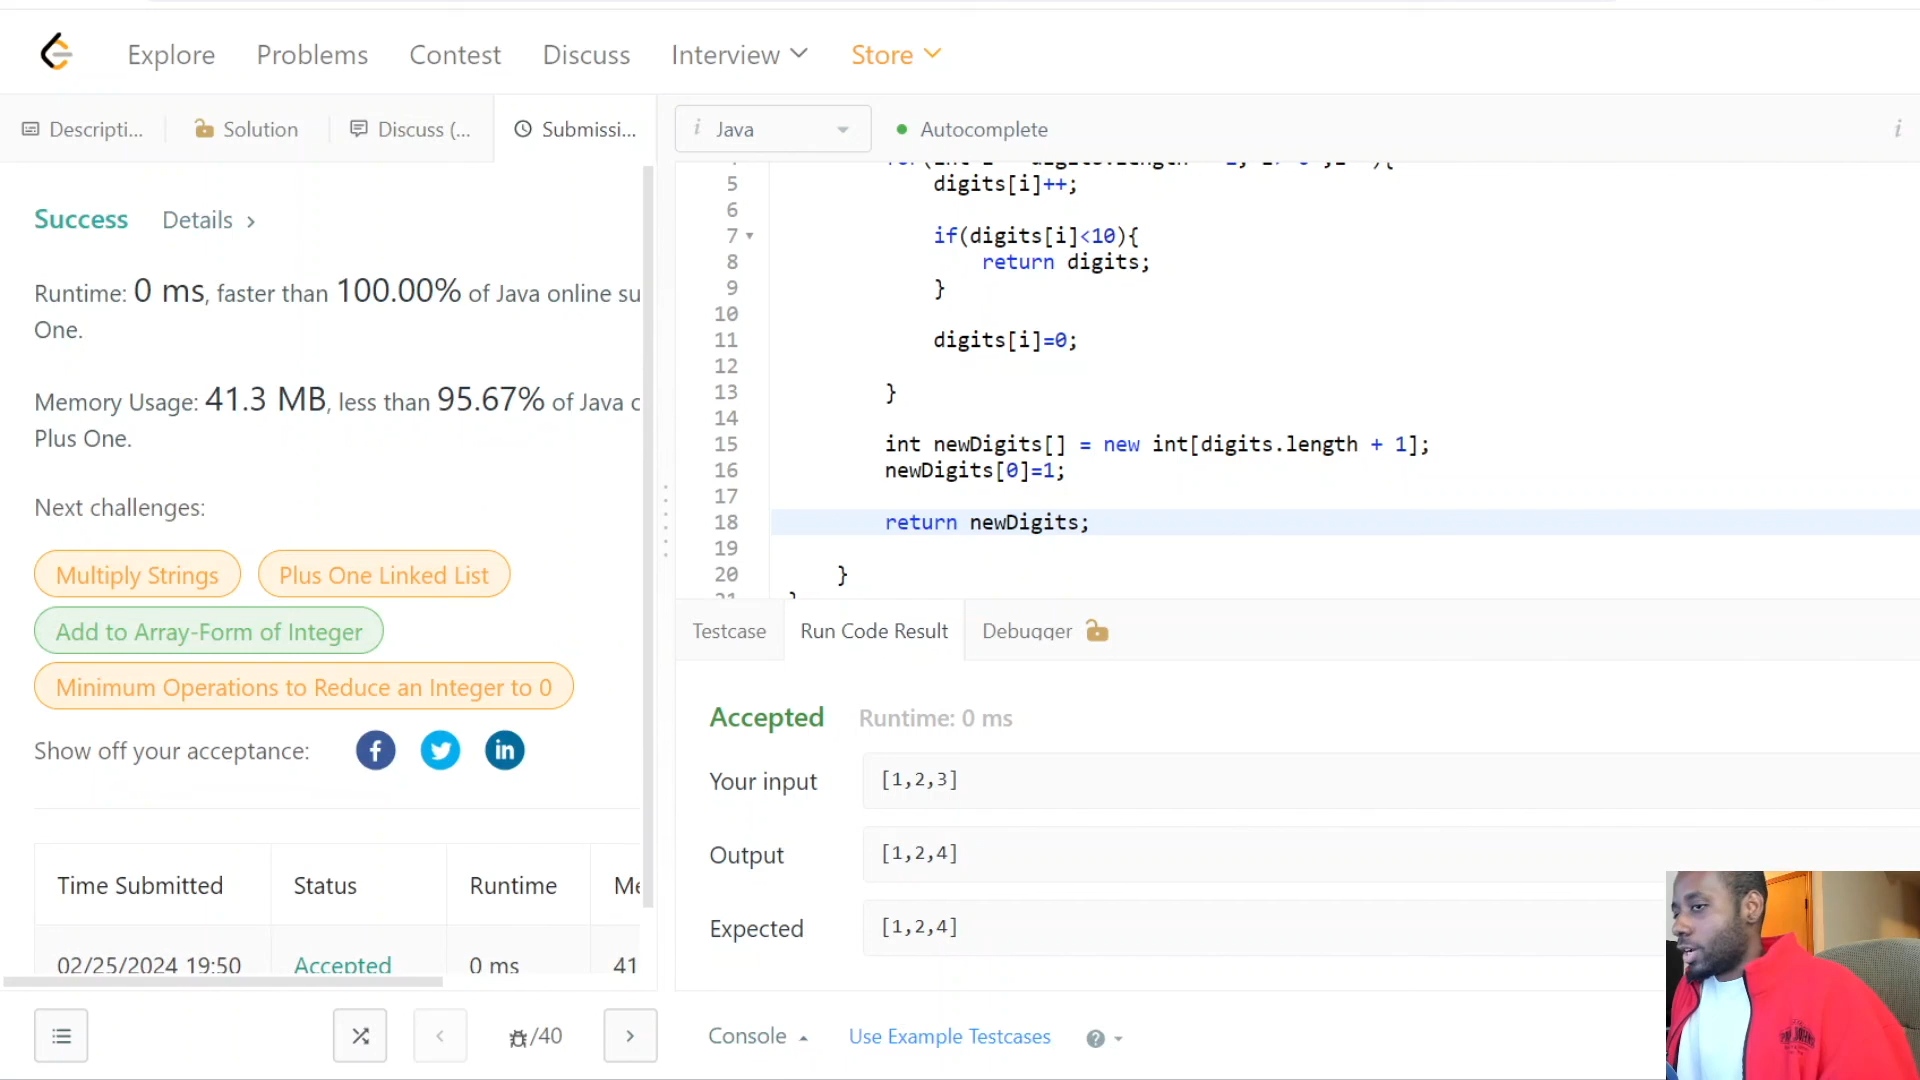 Explore Problems Contest Discuss Interview Store
Descripti... Solution Discuss (... Submissi...
i Java Autocomplete i
Success Details >
Runtime: 0 ms, faster than 100.00% of Java online su
One.
Memory Usage: 41.3 MB, less than 95.67% of Java
Plus One.
Next challenges:
Multiply Strings Plus One Linked List
Add to Array-Form of Integer
Minimum Operations to Reduce an Integer to 0
Show off your acceptance: f in
Time Submitted Status Runtime
02/25/2024 19:50 Accepted 0 ms 41
/40
5 digits[i]++;
6
7 if(digits[i]<10){
8 return digits;
9 }
10
11 digits[i]=0;
12
13 }
14
15 int newDigits[] = new int[digits.length + 1];
16 newDigits[0]=1;
17
18 return newDigits;
19
20 }
Testcase Run Code Result Debugger
Accepted Runtime: 0 ms
Your input [1,2,3]
Output [1,2,4]
Expected [1,2,4]
Console Use Example Testcases ?